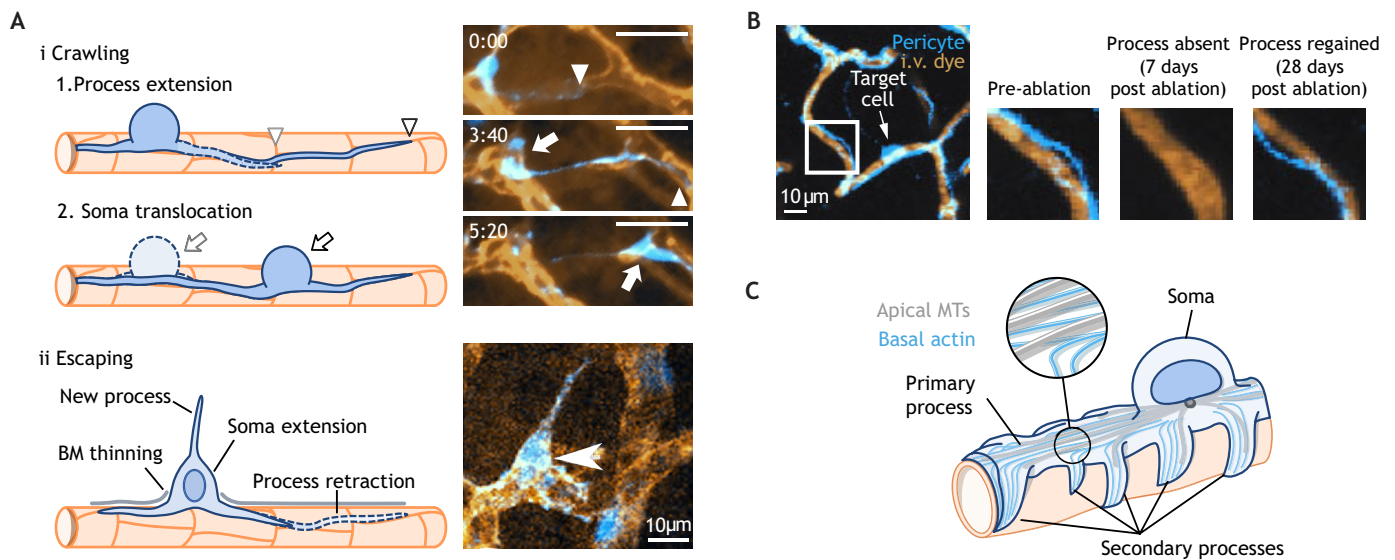 A
i Crawling
1.Process extension
2. Soma translocation
0:00
3:40
5:20
ii Escaping
New process
Soma extension
BM thinning
Process retraction
10µm
B
Pericyte
i.v. dye
Target
cell
10 µm
Pre-ablation
Process absent
(7 days
post ablation)
Process regained
(28 days
post ablation)
C
Apical MTs
Basal actin
Soma
Primary
process
Secondary processes